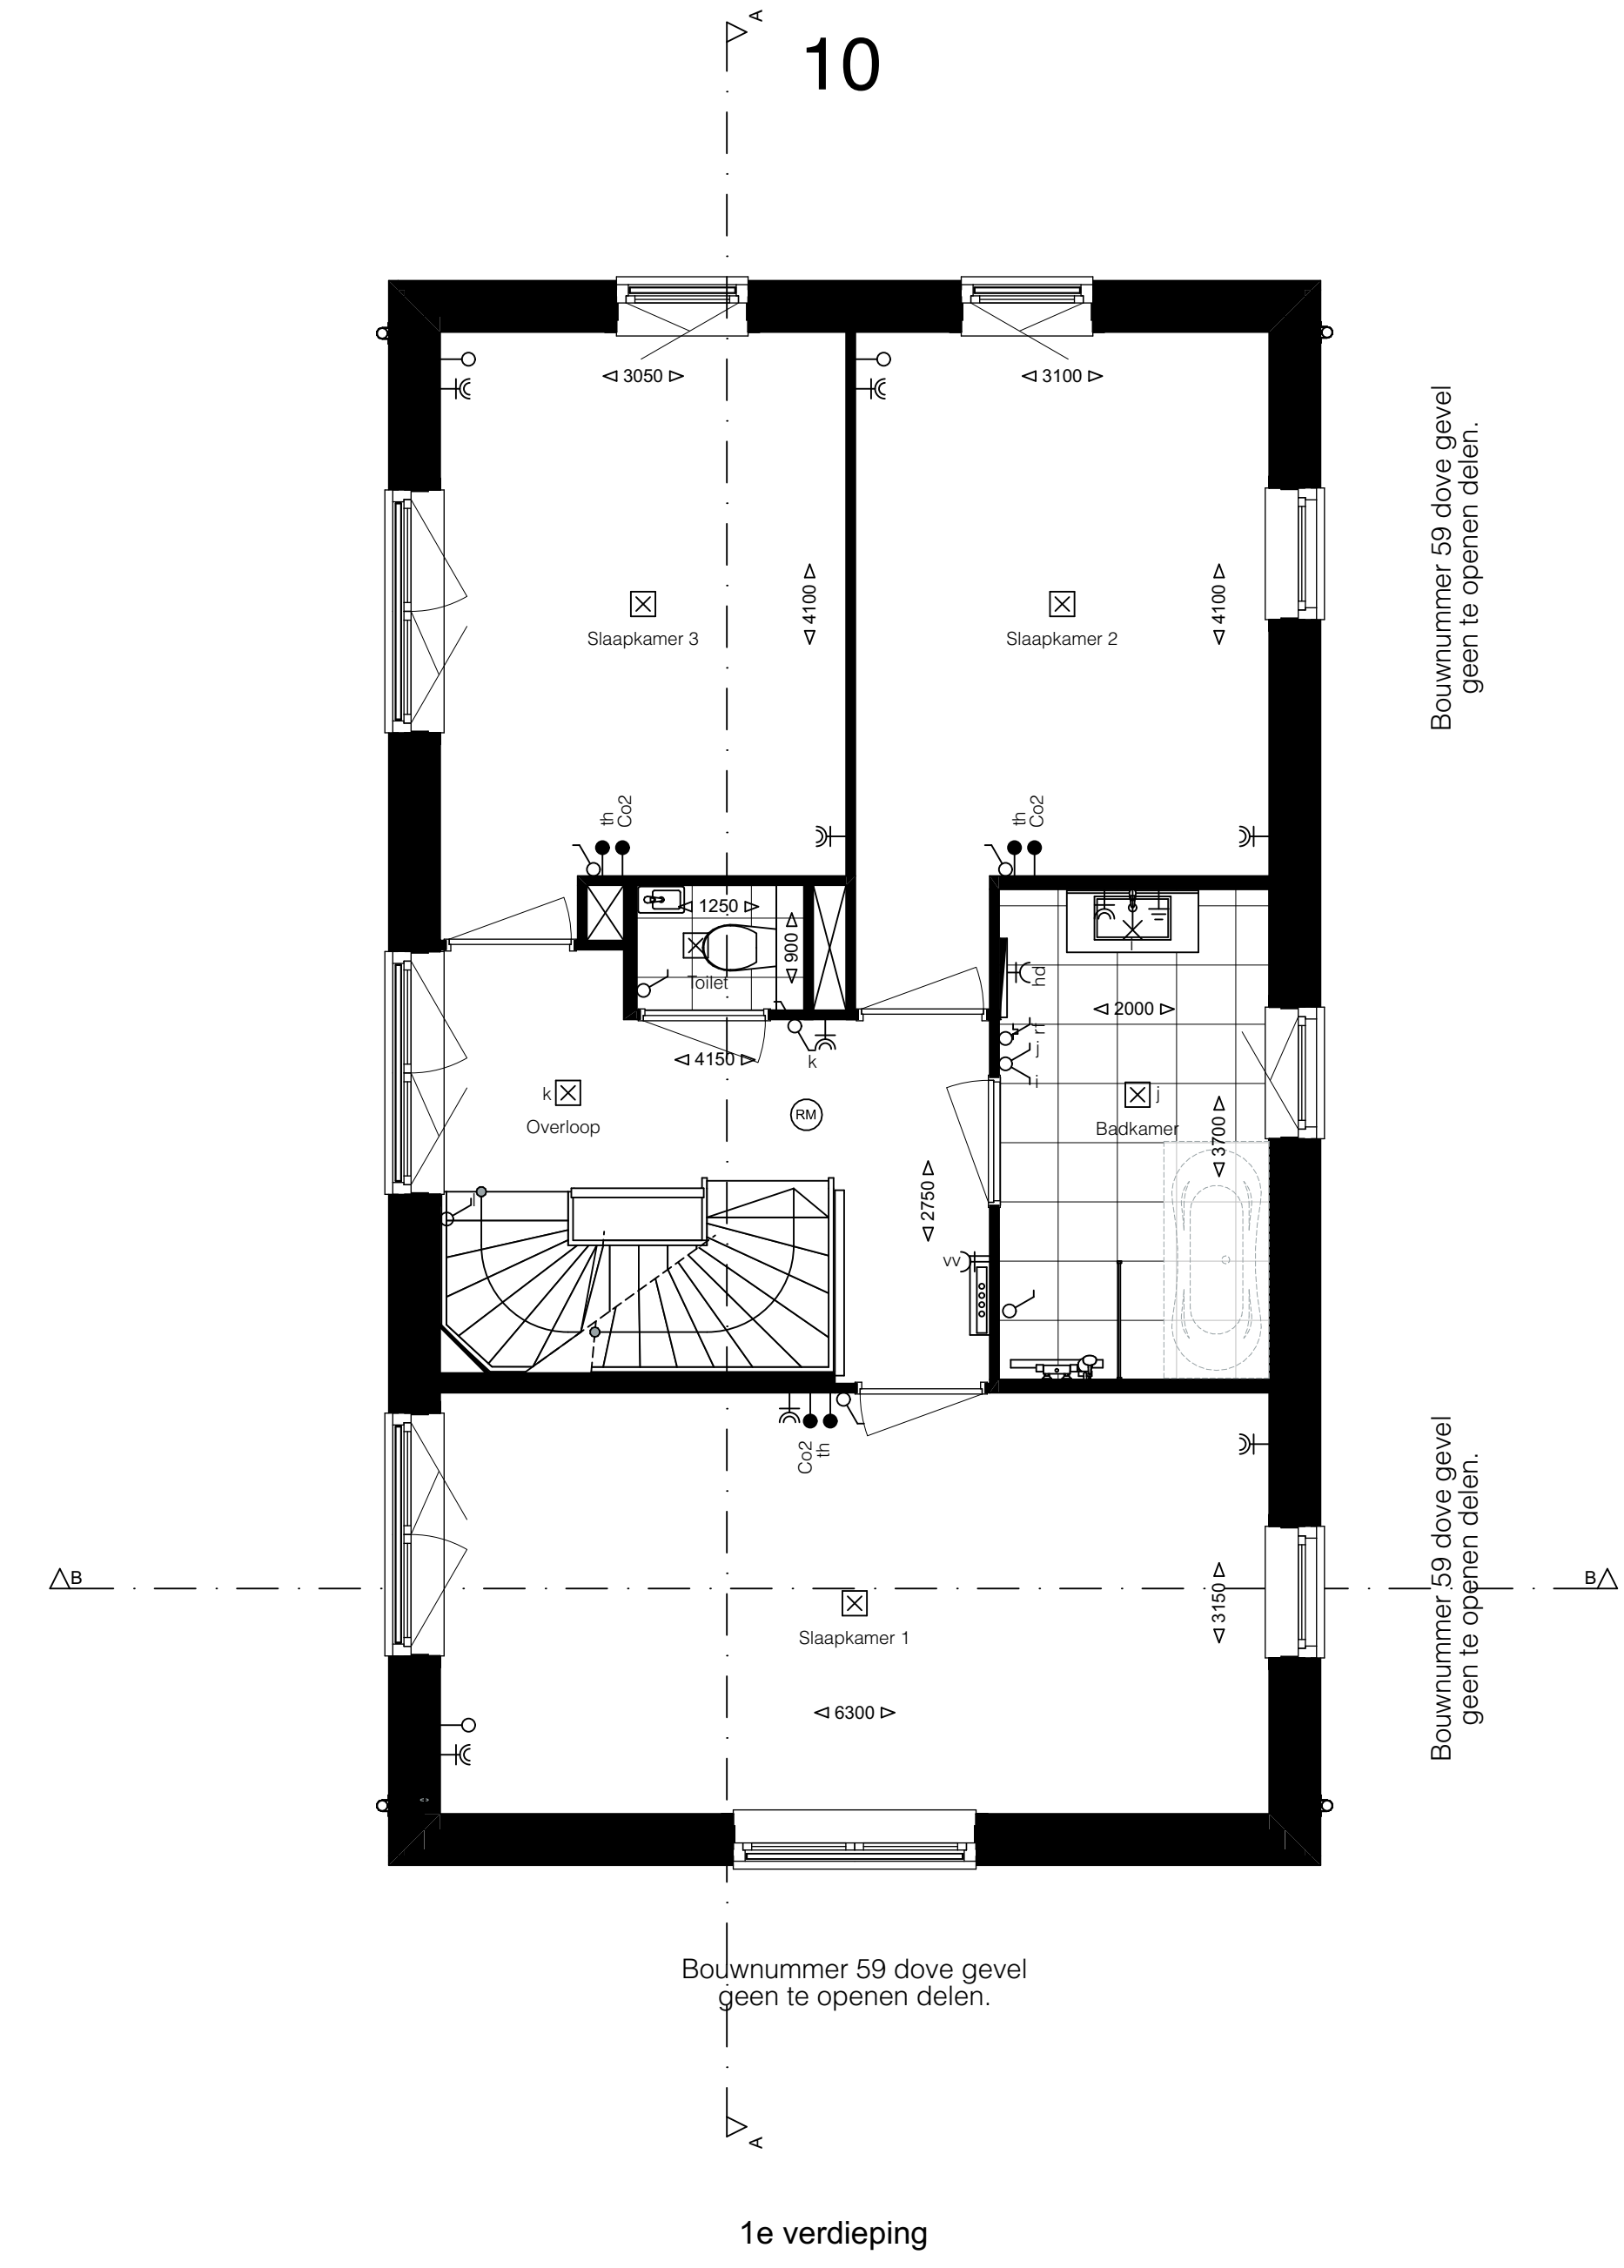 A
10
3050
3100
Bouwnummer 59 dove gevel
geen te openen delen.
4100
4100
Slaapkamer 3
Slaapkamer 2
th
Co2
th
Co2
1250
900
Toilet
hd
2000
rf
j
i
4150
k
k
Overloop
RM
j
Badkamer
3700
2750
vv
Co2
th
Bouwnummer 59 dove gevel
geen te openen delen.
B
B
3150
Slaapkamer 1
6300
Bouwnummer 59 dove gevel
geen te openen delen.
A
1e verdieping